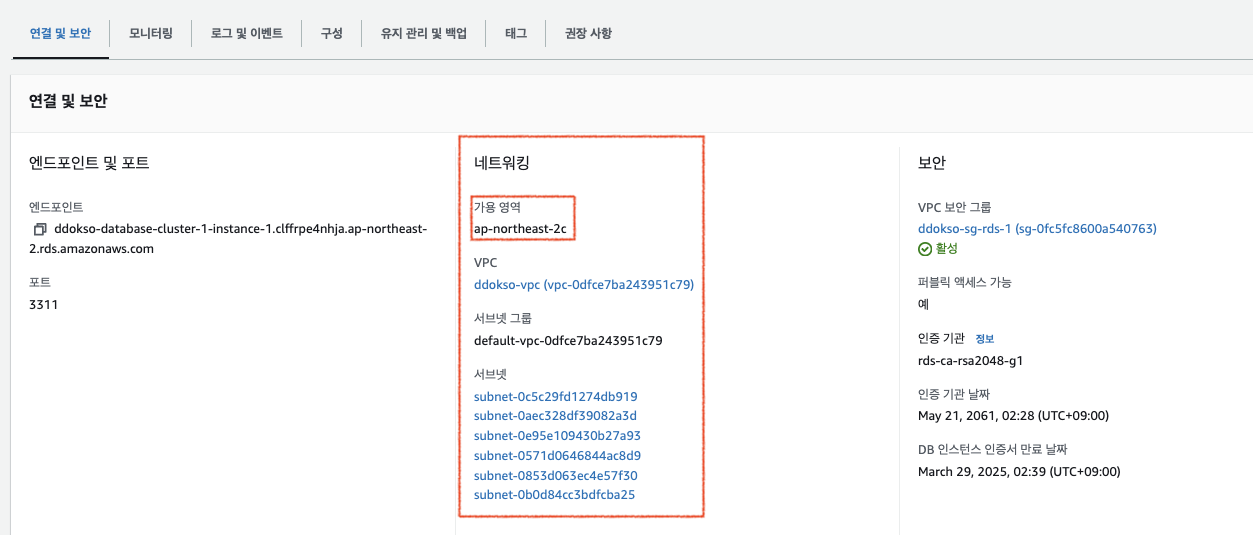 연결 및 보안
모니터링
로그 및 이벤트
구성
유지 관리 및 백업
태그
권장 사항
연결 및 보안
엔드포인트 및 포트
엔드포인트
ddokso-database-cluster-1-instance-1.clffrpe4nhja.ap-northeast-
2.rds.amazonaws.com
포트
3311
네트워킹
가용 영역
ap-northeast-2c
VPC
ddokso-vpc (vpc-0dfce7ba243951c79)
서브넷 그룹
default-vpc-0dfce7ba243951c79
서브넷
subnet-0c5c29fd1274db919
subnet-0aec328df39082a3d
subnet-0e95e109430b27a93
subnet-0571d0646844ac8d9
subnet-0853d063ec4e57f30
subnet-0b0d84cc3bdfcba25
보안
VPC 보안 그룹
ddokso-sg-rds-1 (sg-0fc5fc8600a540763)
활성
퍼블릭 액세스 가능
예
인증 기관 정보
rds-ca-rsa2048-g1
인증 기관 날짜
May 21, 2061, 02:28 (UTC+09:00)
DB 인스턴스 인증서 만료 날짜
March 29, 2025, 02:39 (UTC+09:00)